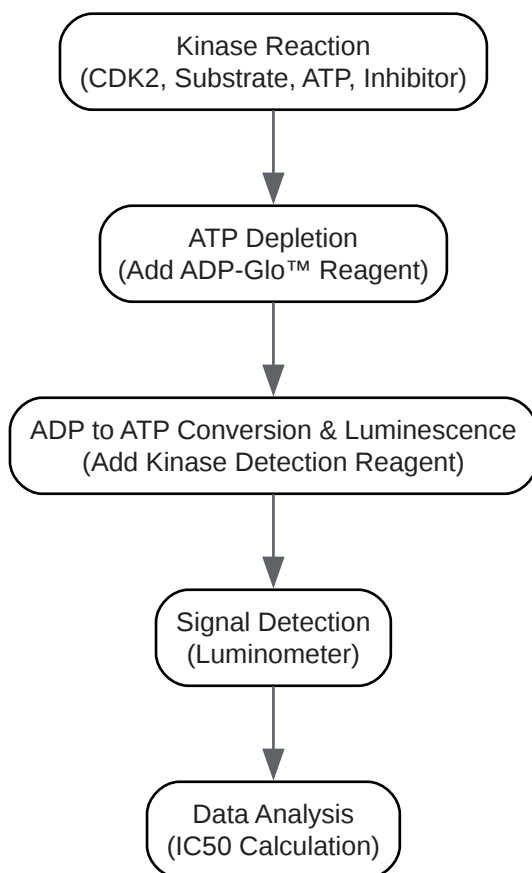 Kinase Reaction
(CDK2, Substrate, ATP, Inhibitor)
ATP Depletion
(Add ADP-Glo™ Reagent)
ADP to ATP Conversion & Luminescence
(Add Kinase Detection Reagent)
Signal Detection
(Luminometer)
Data Analysis
(IC50 Calculation)